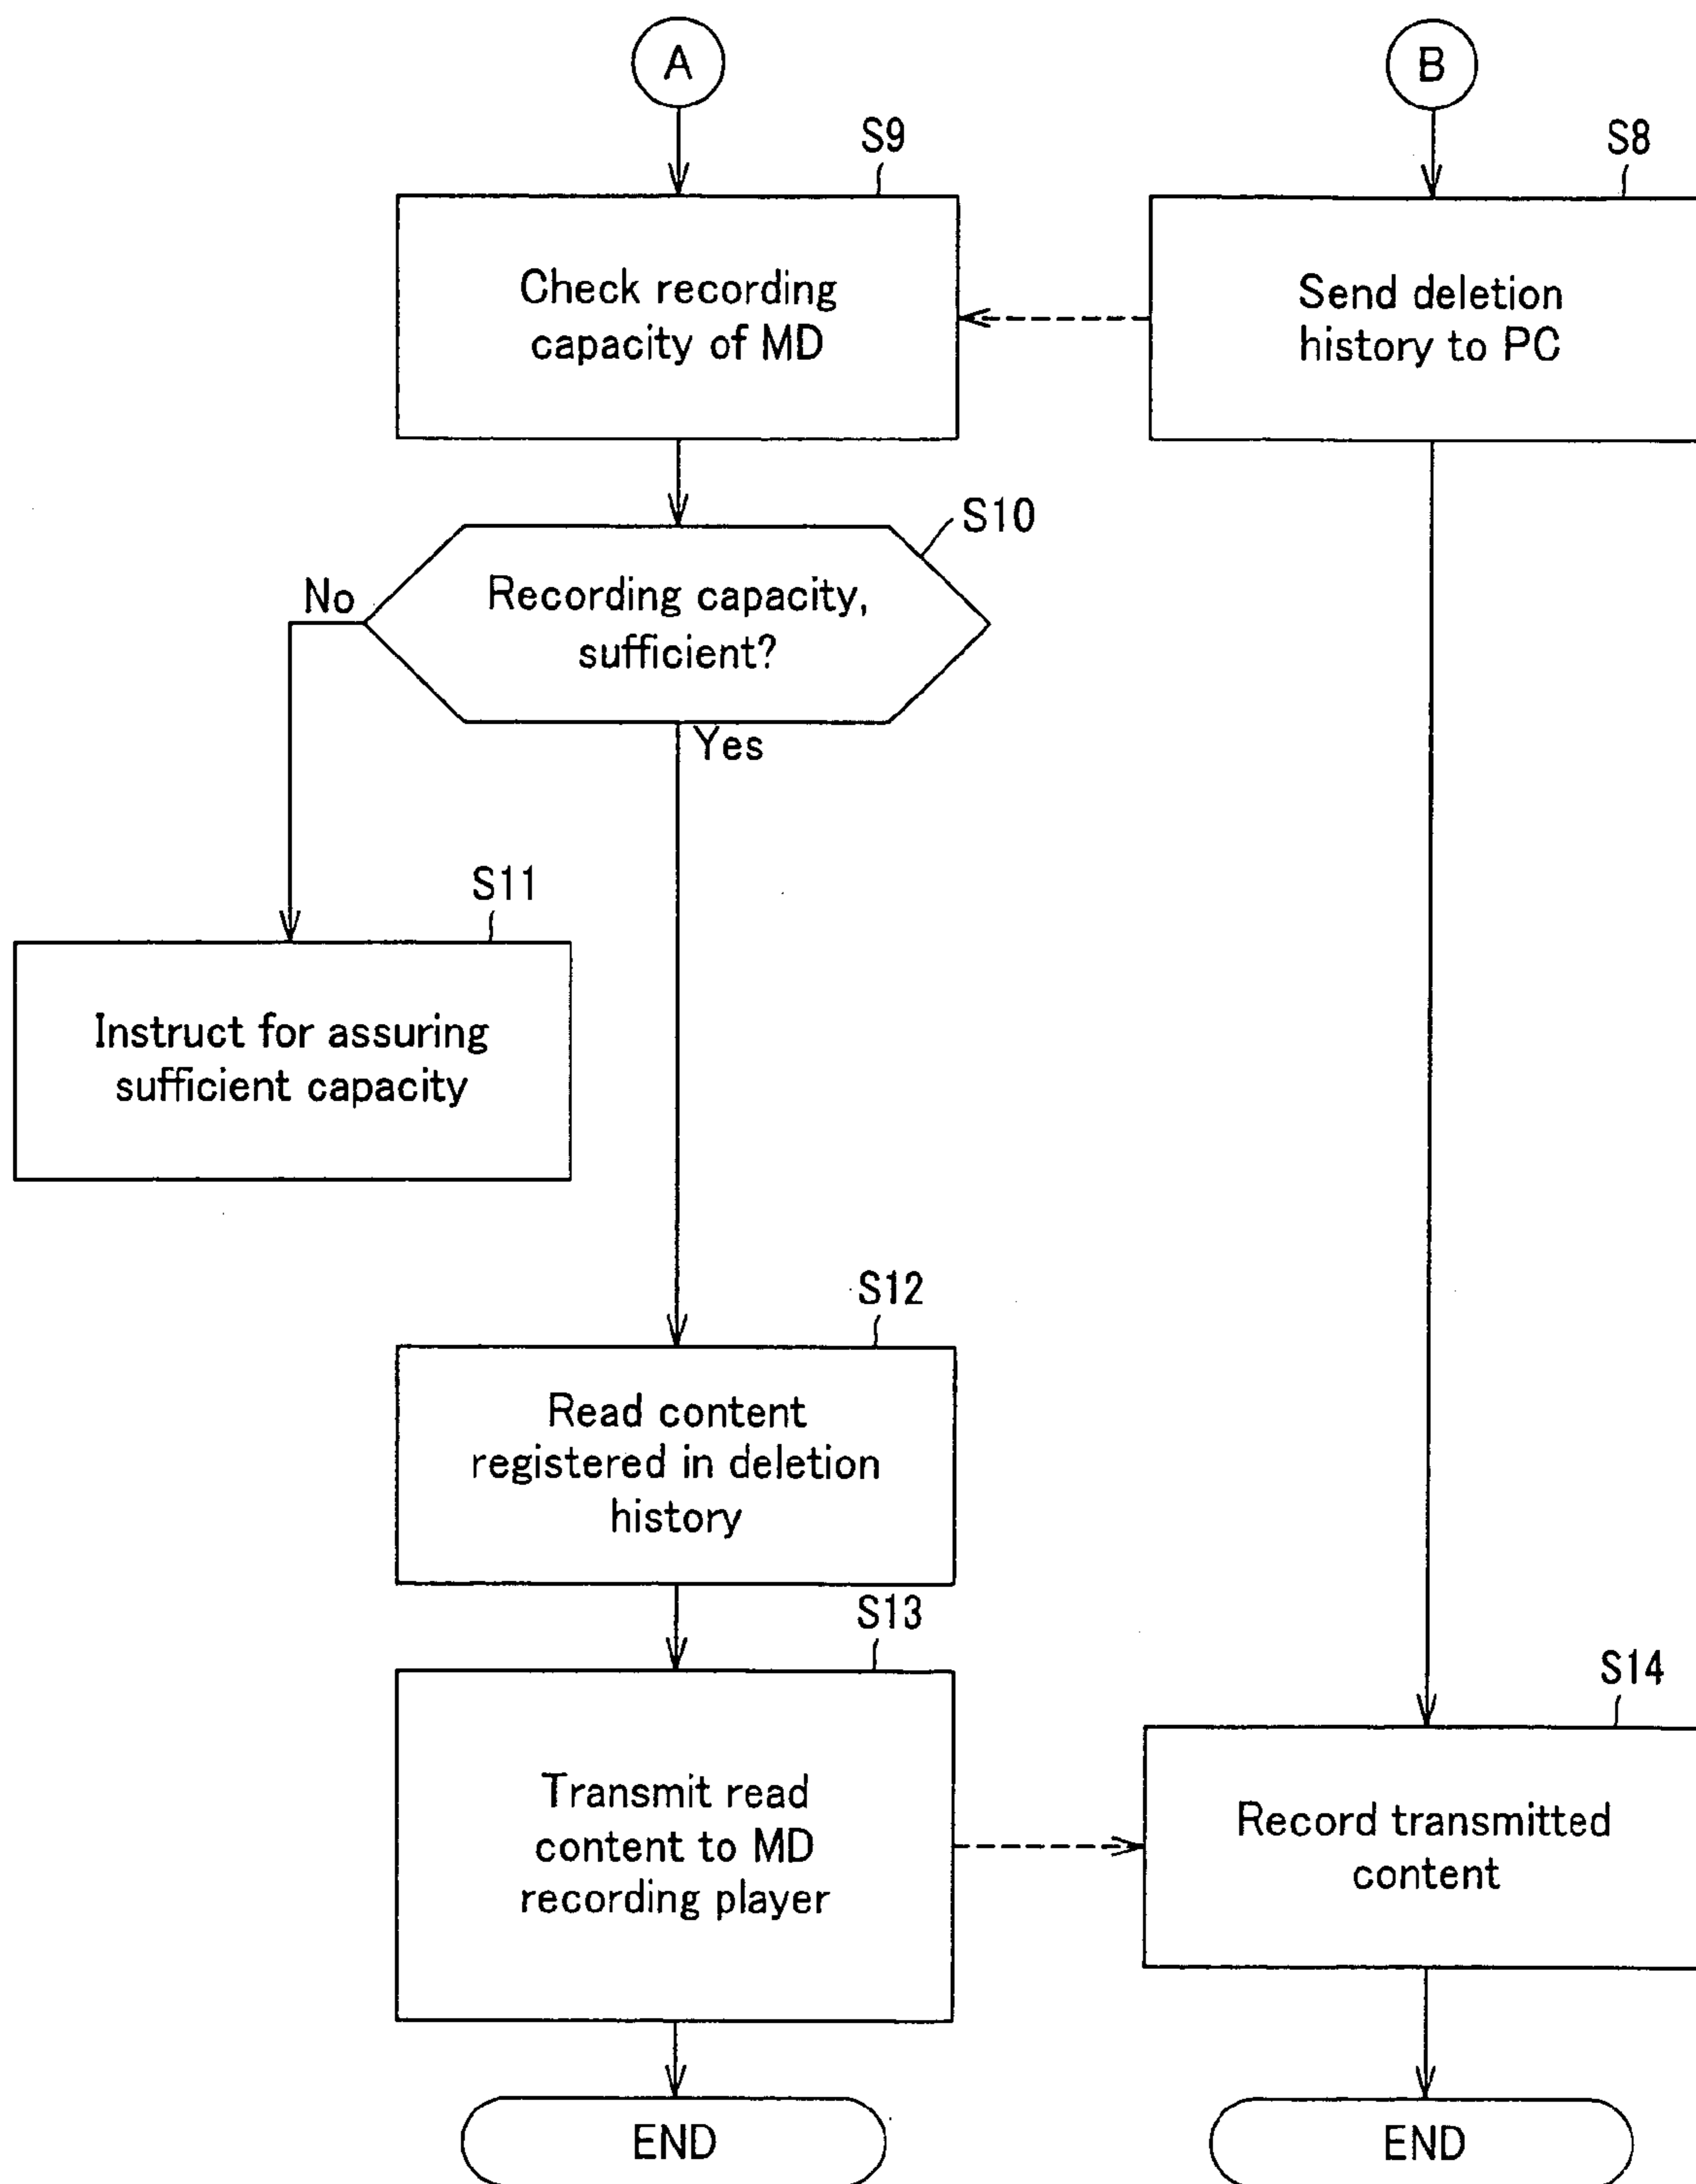 A
B
S9
S8
Check recording
capacity of MD
Send deletion
history to PC
S10
No
Recording capacity,
sufficient?
Yes
S11
Instruct for assuring
sufficient capacity
S12
Read content
registered in deletion
history
S13
S14
Transmit read
content to MD
recording player
Record transmitted
content
END
END